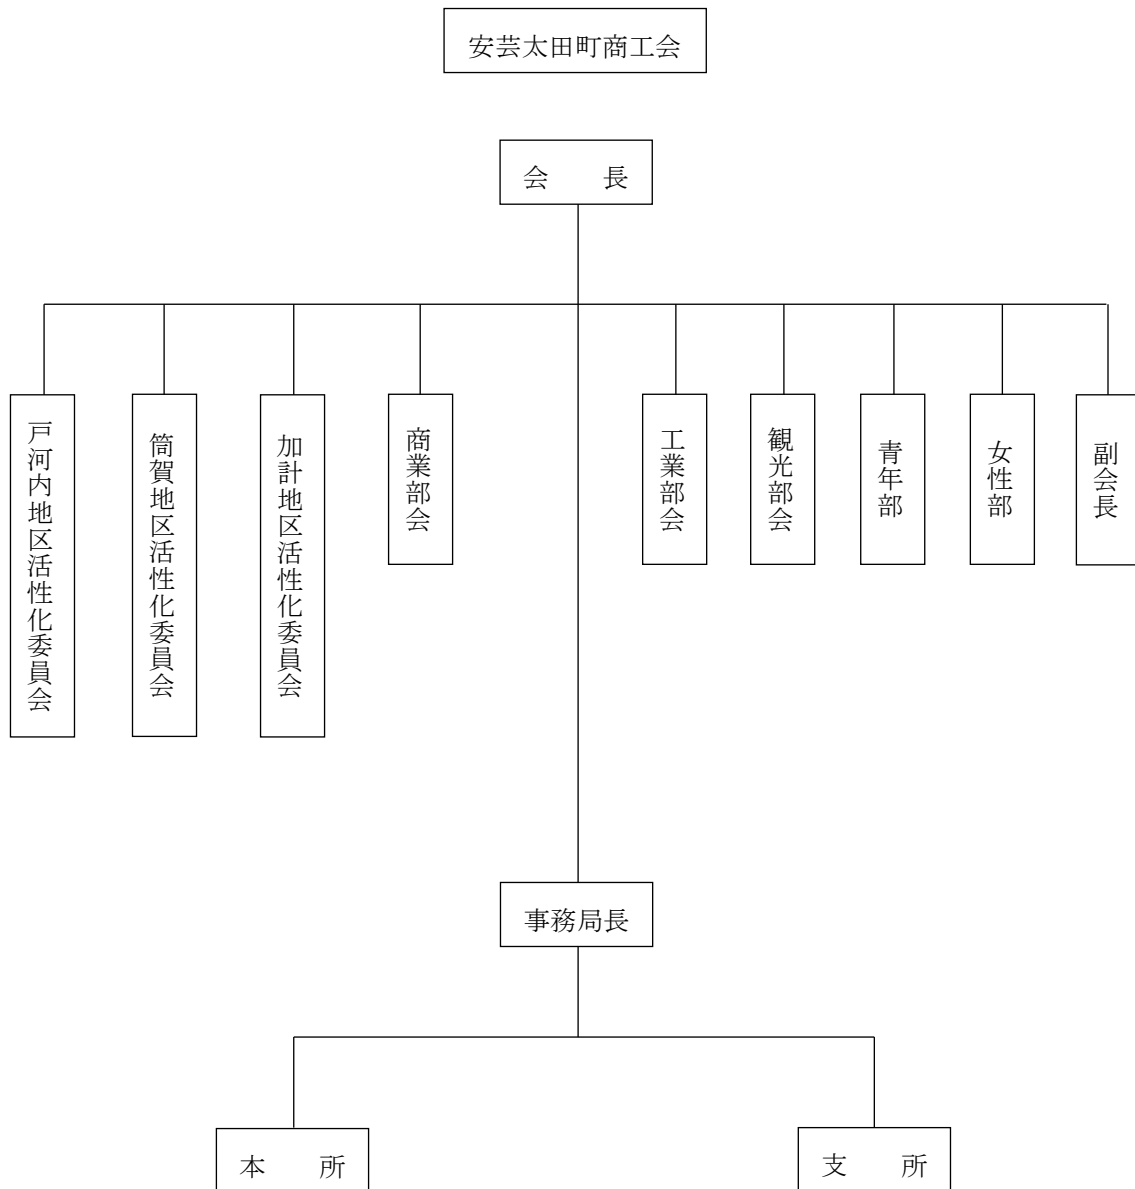 安芸太田町商工会
会　　長
戸河内地区活性化委員会
筒賀地区活性化委員会
加計地区活性化委員会
商業部会
工業部会
観光部会
青年部
女性部
副会長
事務局長
本　　所
支　　所